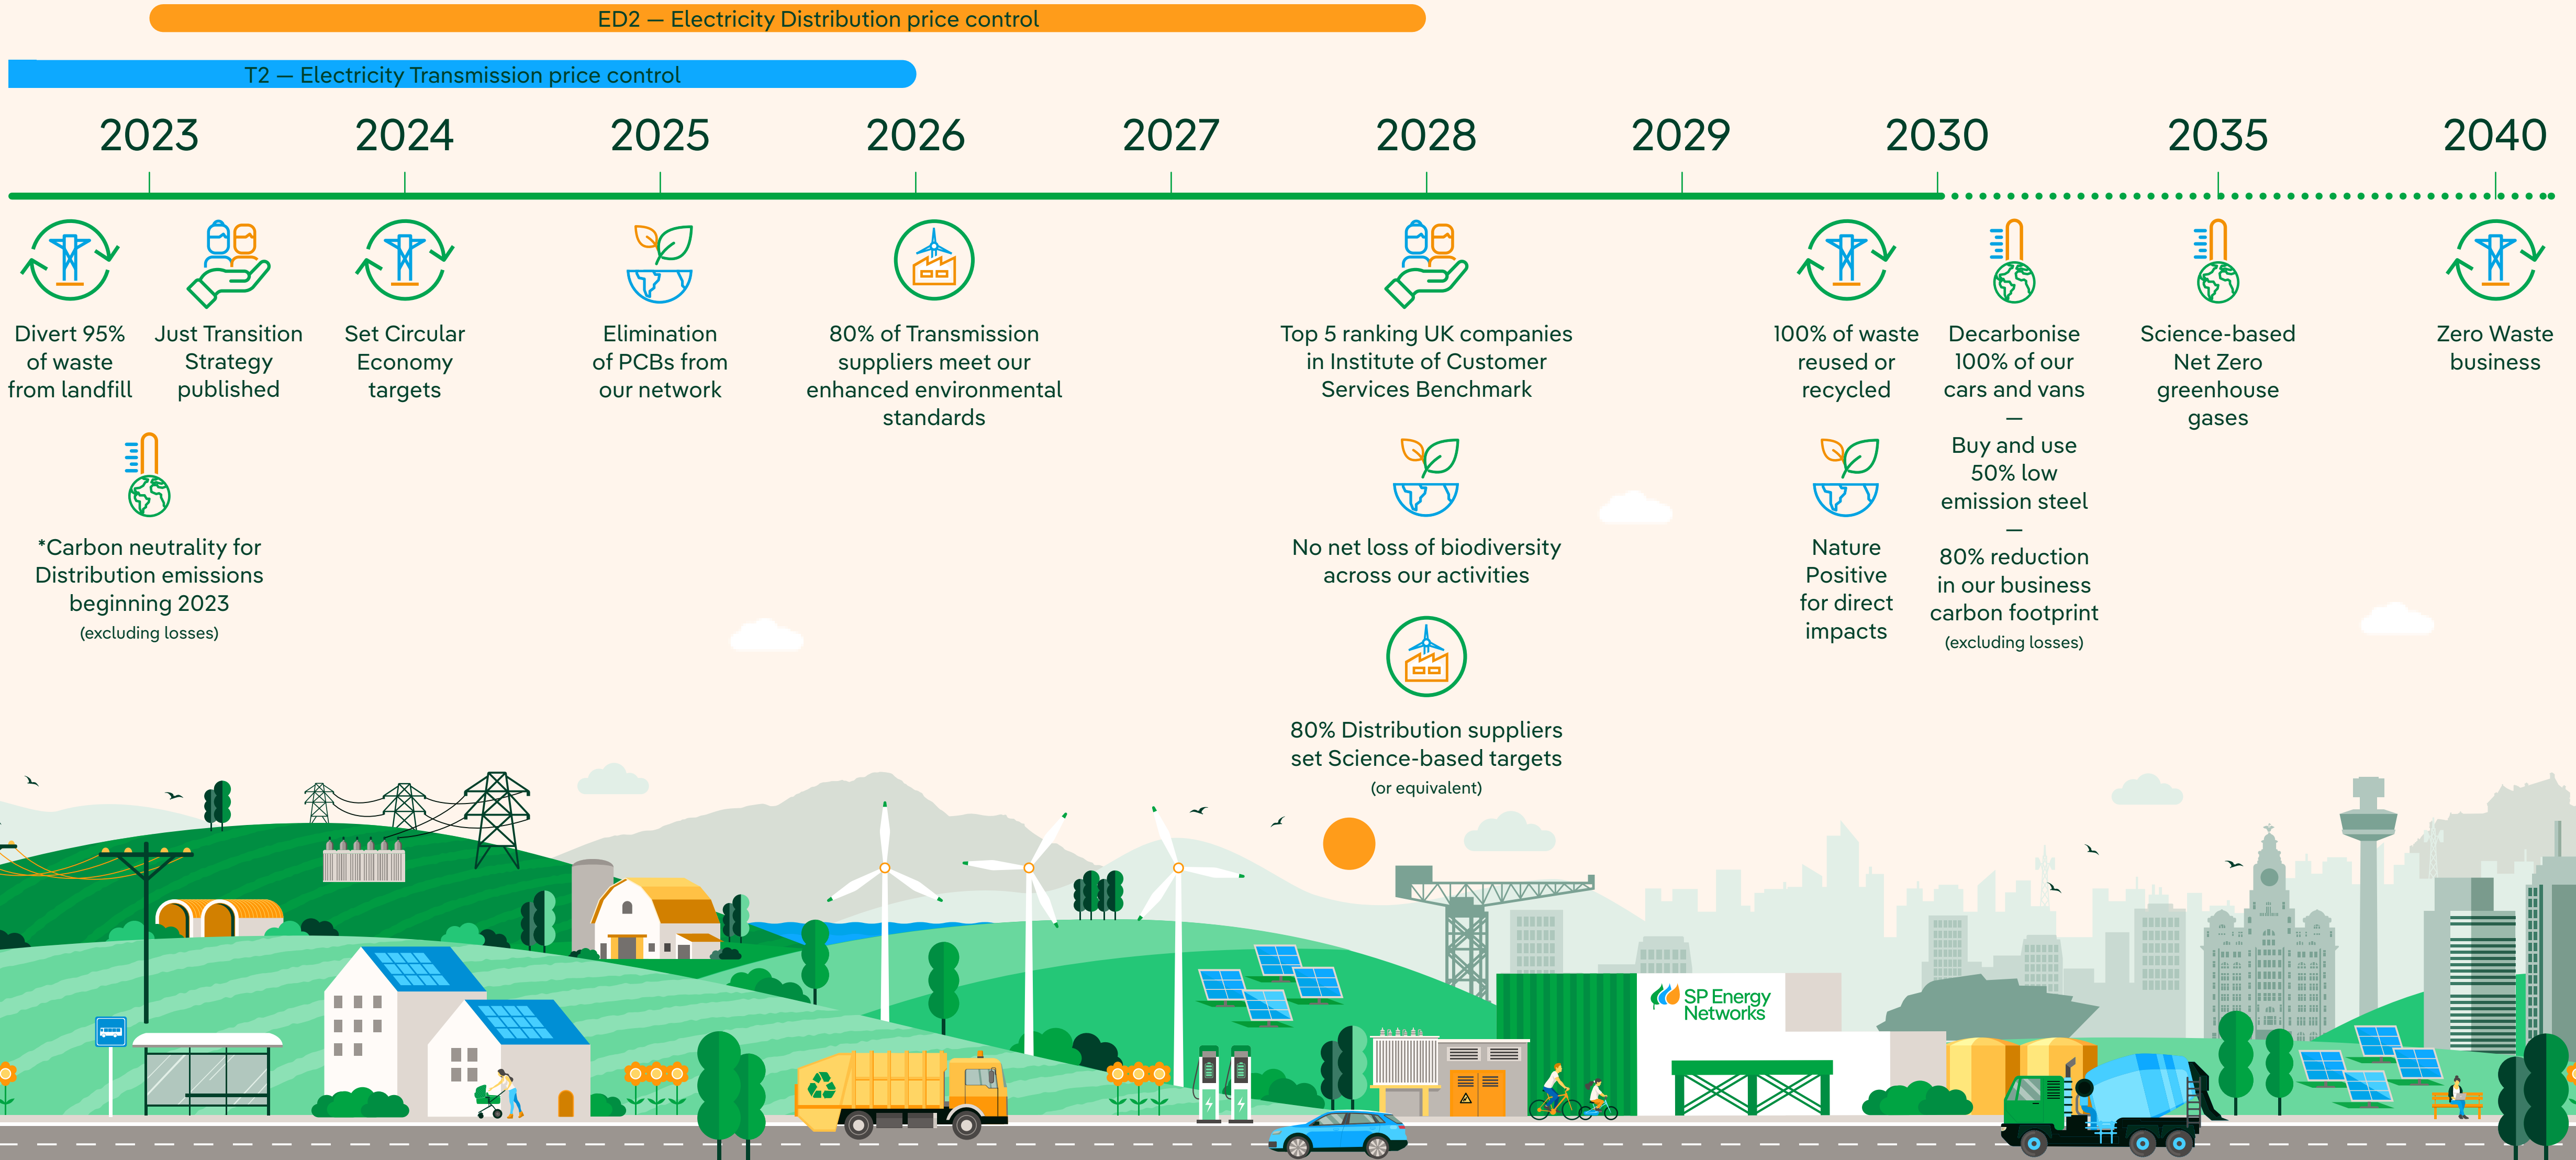 ED2 — Electricity Distribution price control
T2 — Electricity Transmission price control
2023
2024
2025
2026
2027
2028
2029
2030
2035
2040
Divert 95%
of waste
from landfill
Just Transition
Strategy
published
*Carbon neutrality for
Distribution emissions
beginning 2023
(excluding losses)
Set Circular
Economy
targets
Elimination
of PCBs from
our network
80% of Transmission
suppliers meet our
enhanced environmental
standards
Top 5 ranking UK companies
in Institute of Customer
Services Benchmark
No net loss of biodiversity
across our activities
80% Distribution suppliers
set Science-based targets
(or equivalent)
100% of waste
reused or
recycled
Nature
Positive
for direct
impacts
Decarbonise
100% of our
cars and vans
—
Buy and use
50% low
emission steel
—
80% reduction
in our business
carbon footprint
(excluding losses)
Science-based
Net Zero
greenhouse
gases
Zero Waste
business
SP Energy
Networks